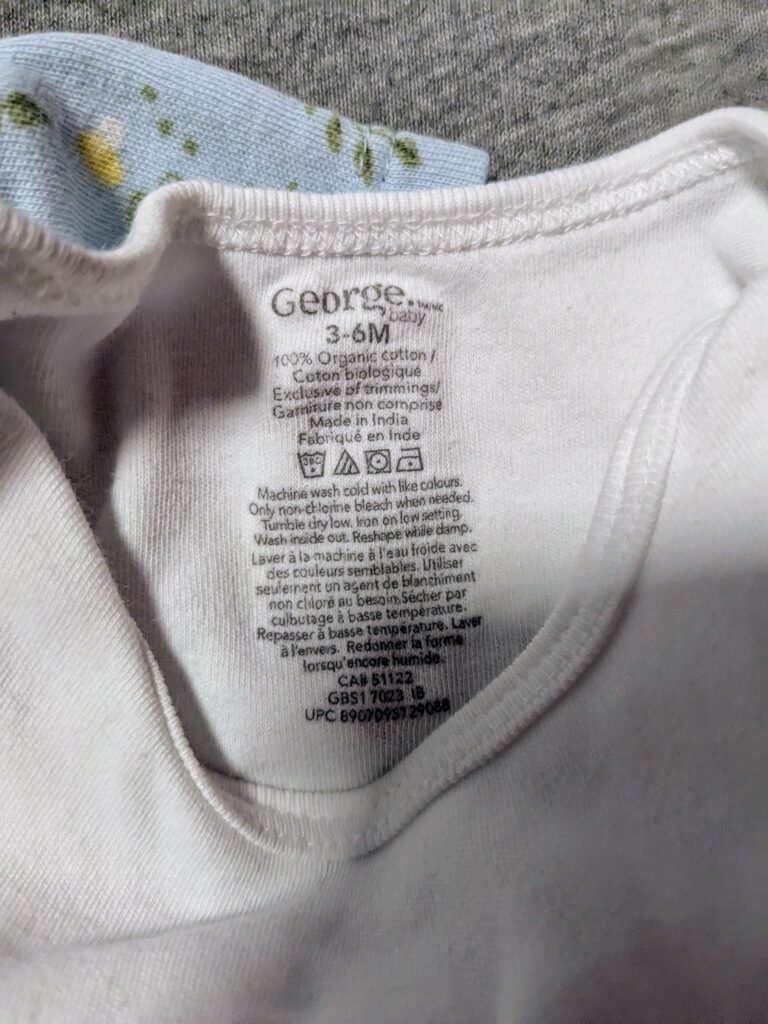 George.
baby
3-6M
100% Organic cotton /
Coton biologique
Exclusive of trimmings/
Garniture non comprise
Made in India
Fabriqué en Inde
30C
Machine wash cold with like colours.
Only non-chlorine bleach when needed.
Tumble dry low. Iron on low setting.
Wash inside out. Reshape while damp.
Laver à la machine à l'eau froide avec
des couleurs semblables. Utiliser
seulement un agent de blanchiment
non chloré au besoin. Sécher par
culbutage à basse température.
Repasser à basse température. Laver
à l'envers. Redonner la forme
lorsqu'encore humide.
CA# 51122
GBS17023 IB
UPC 8907095729088